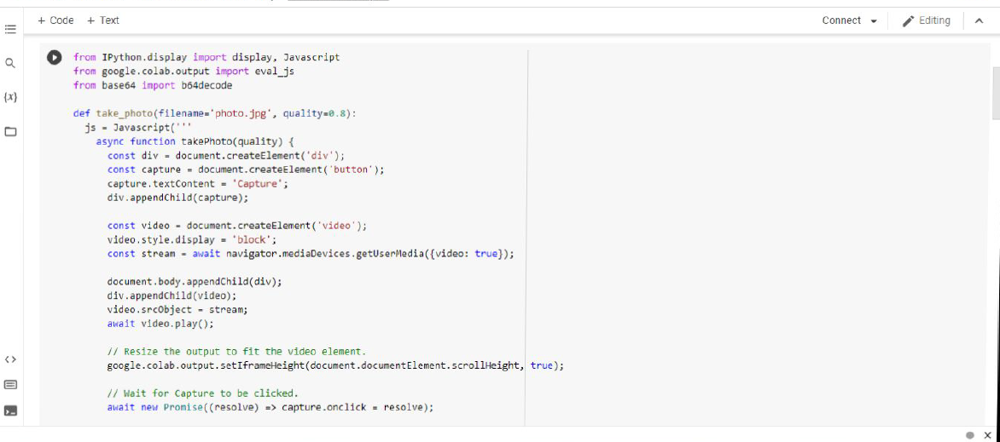 + Code + Text
Connect
Editing
{x}
from IPython.display import display, Javascript
from google.colab.output import eval_js
from base64 import b64decode
def take_photo(filename='photo.jpg', quality=0.8):
js = Javascript('''
async function takePhoto(quality) {
const div = document.createElement('div');
const capture = document.createElement('button');
capture.textContent = 'Capture';
div.appendChild(capture);
const video = document.createElement('video');
video.style.display = 'block';
const stream = await navigator.mediaDevices.getUserMedia({video: true});
document.body.appendChild(div);
div.appendChild(video);
video.srcObject = stream;
await video.play();
// Resize the output to fit the video element.
google.colab.output.setIframeHeight(document.documentElement.scrollHeight, true);
// Wait for Capture to be clicked.
await new Promise((resolve) => capture.onclick = resolve);